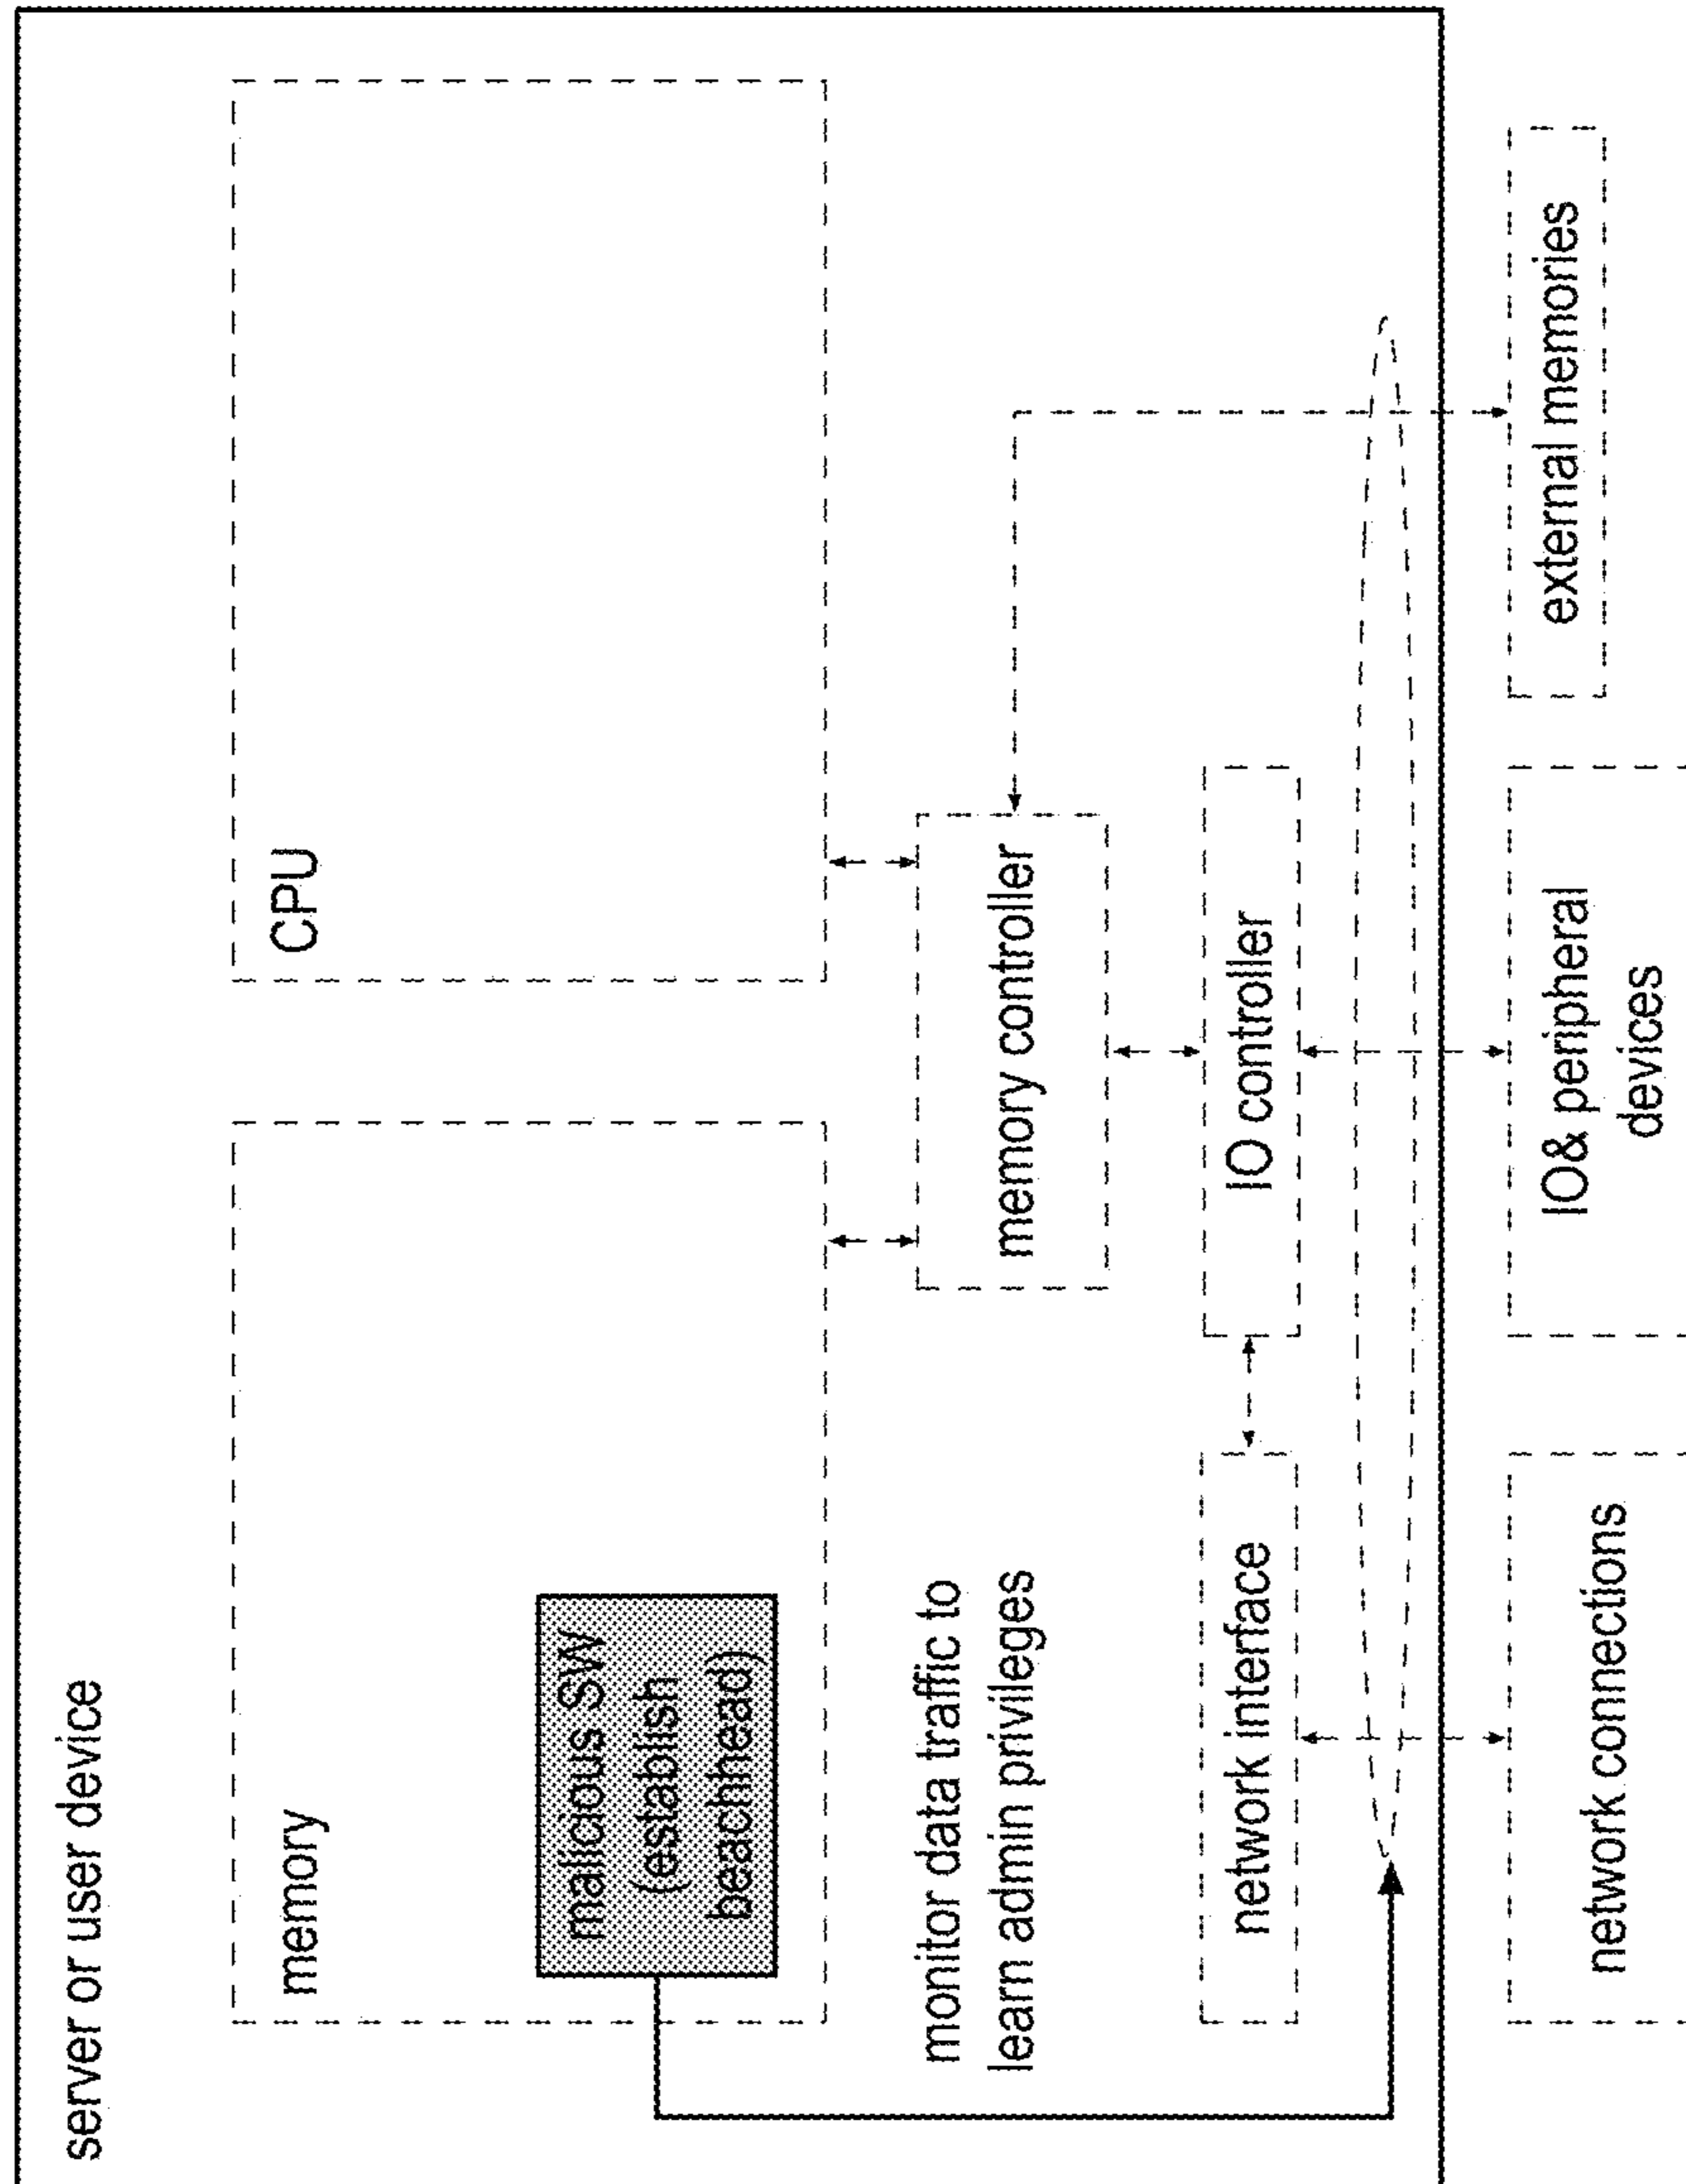 server or user device
memory
malicious SW
(establish
beachhead)
CPU
monitor data traffic to
learn admin privileges
memory controller
network interface
IO controller
network connections
IO& peripheral
devices
external memories